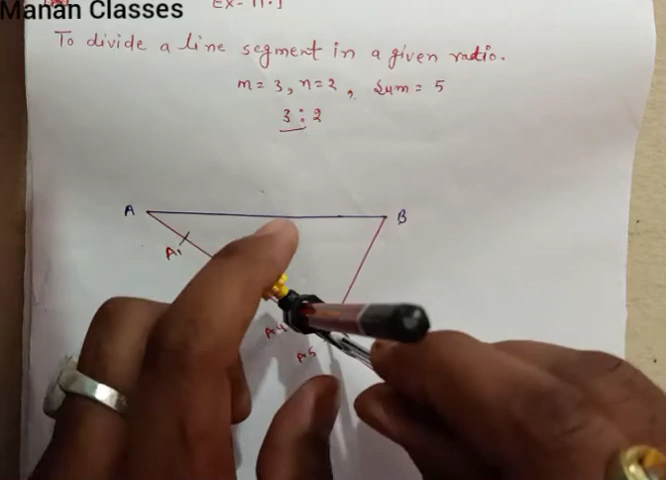 Manan Classes
Ex- 11.1
To divide a line segment in a given radio.
m = 3, n = 2, Sum = 5
3 : 2
A
B
A1
A4
A5